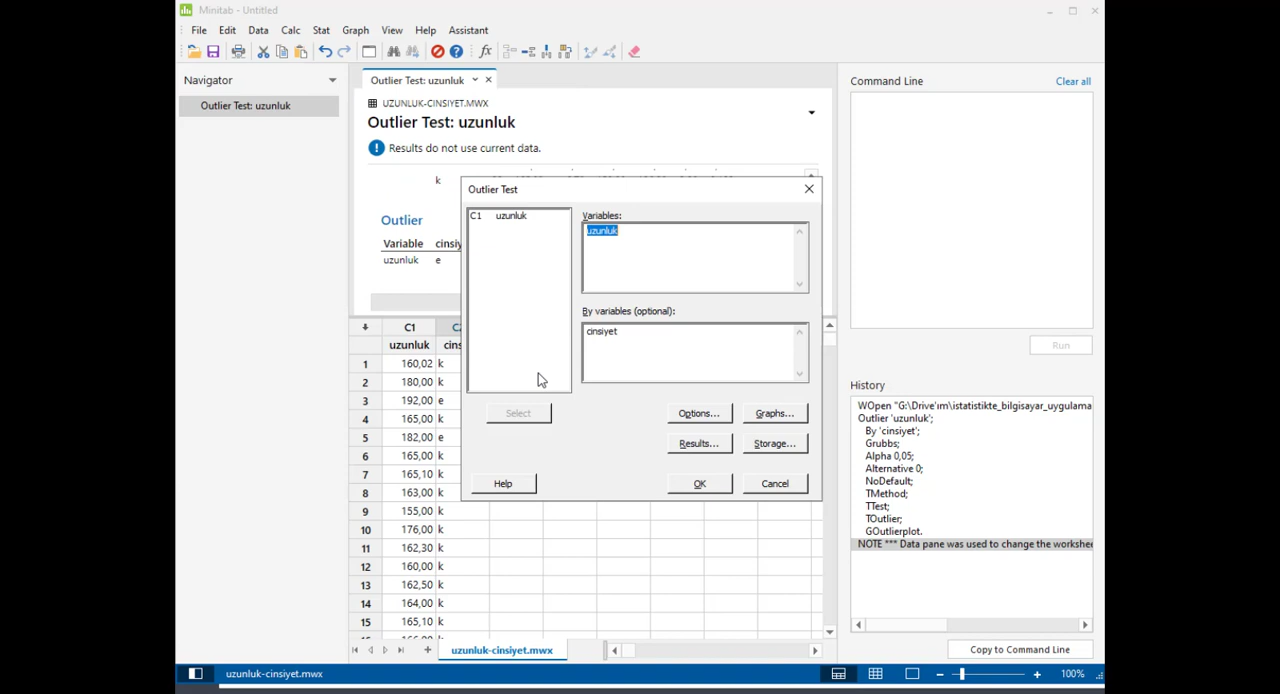 Minitab - Untitled
File Edit Data Calc Stat Graph View Help Assistant
Navigator
Outlier Test: uzunluk
Outlier Test: uzunluk
UZUNLUK-CINSIYET.MWX
Outlier Test: uzunluk
Results do not use current data.
k
Outlier
Variable cinsiy
uzunluk e
Outlier Test
C1 uzunluk
Variables:
uzunluk
By variables (optional):
cinsiyet
Select
Options...
Graphs...
Results...
Storage...
Help
OK
Cancel
C1
uzunluk cins
1 160,02 k
2 180,00 k
3 192,00 e
4 165,00 k
5 182,00 e
6 165,00 k
7 165,10 k
8 163,00 k
9 155,00 k
10 176,00 k
11 162,30 k
12 160,00 k
13 162,50 k
14 164,00 k
15 165,10 k
uzunluk-cinsiyet.mwx
Command Line Clear all
Run
History
WOpen "G:\Drive'ım\istatistikte_bilgisayar_uygulama
Outlier 'uzunluk';
By 'cinsiyet';
Grubbs;
Alpha 0,05;
Alternative 0;
NoDefault;
TMethod;
TTest;
TOutlier;
GOutlierplot.
NOTE *** Data pane was used to change the workshee
Copy to Command Line
uzunluk-cinsiyet.mwx
100%